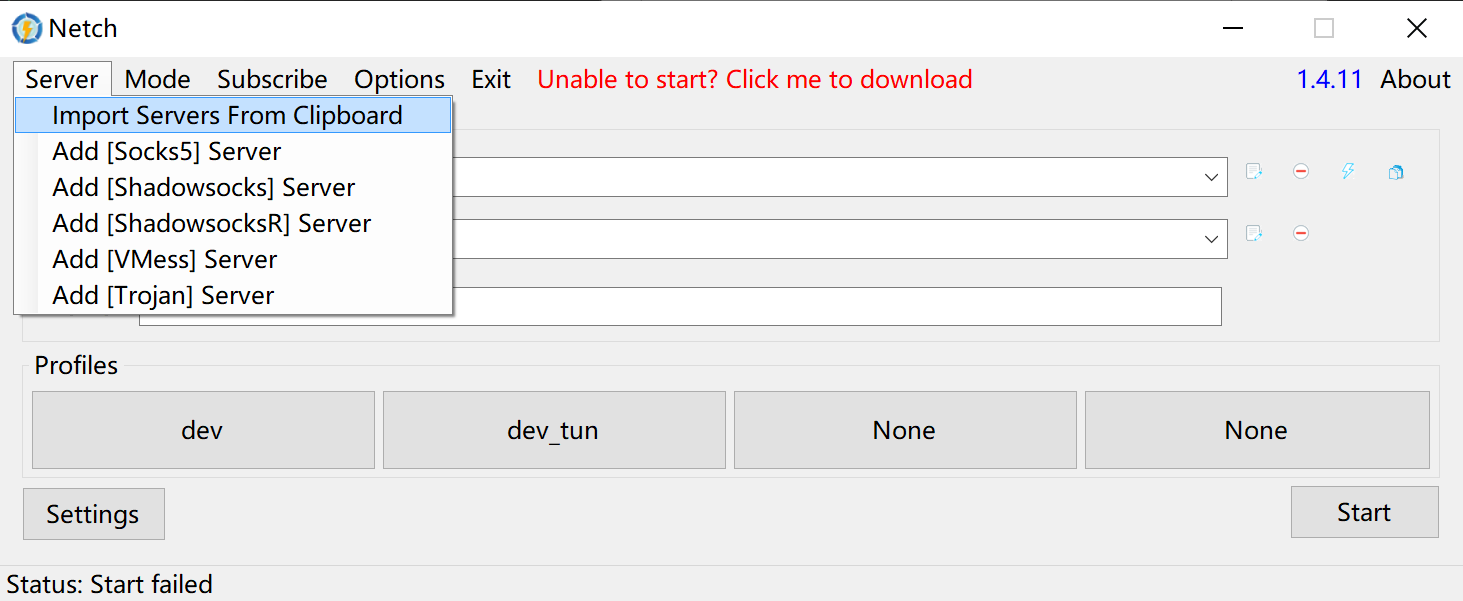 Netch
Server Mode Subscribe Options Exit Unable to start? Click me to download 1.4.11 About
Import Servers From Clipboard
Add [Socks5] Server
Add [Shadowsocks] Server
Add [ShadowsocksR] Server
Add [VMess] Server
Add [Trojan] Server
Profiles
dev dev_tun None None
Settings Start
Status: Start failed